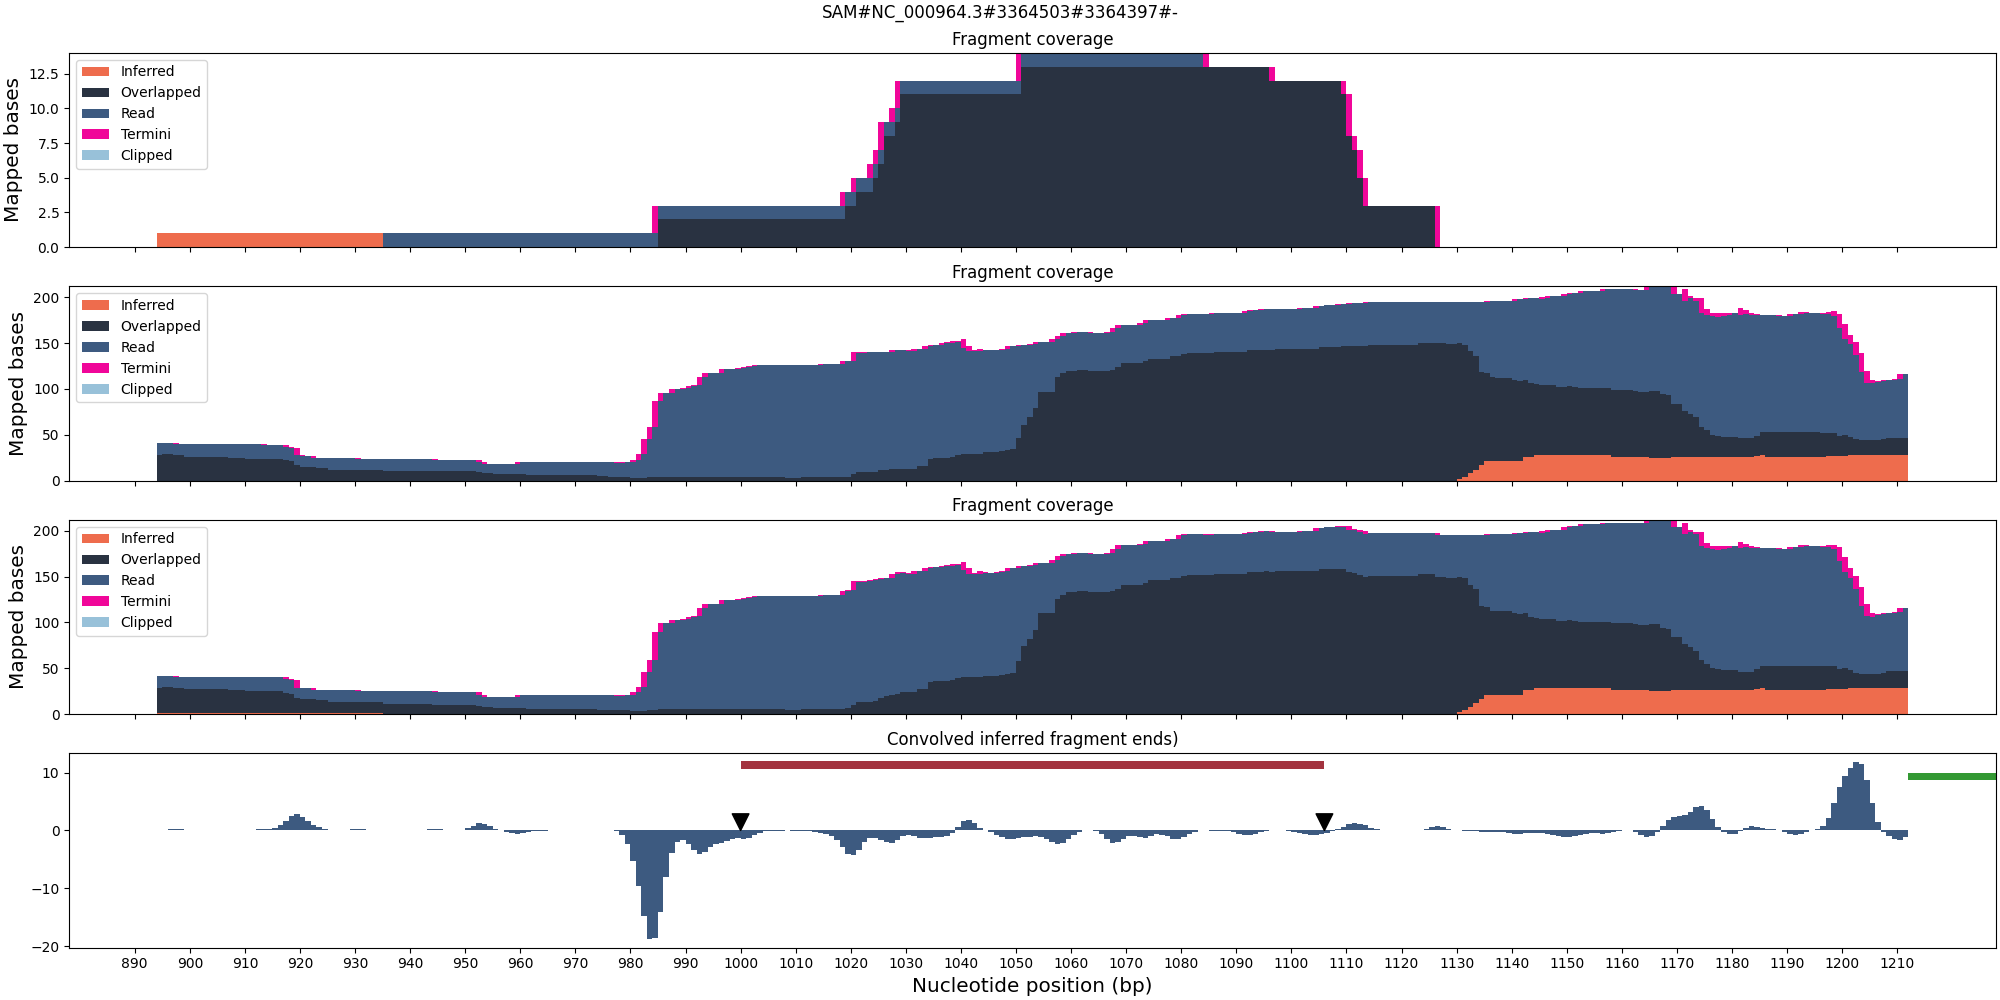 SAM#NC_000964.3#3364503#3364397#-
Fragment coverage
Mapped bases
12.5
10.0
7.5
5.0
2.5
0.0
Inferred
Overlapped
Read
Termini
Clipped
Fragment coverage
Mapped bases
200
150
100
50
0
Inferred
Overlapped
Read
Termini
Clipped
Fragment coverage
Mapped bases
200
150
100
50
0
Inferred
Overlapped
Read
Termini
Clipped
Convolved inferred fragment ends)
10
0
−10
−20
890 900 910 920 930 940 950 960 970 980 990 1000 1010 1020 1030 1040 1050 1060 1070 1080 1090 1100 1110 1120 1130 1140 1150 1160 1170 1180 1190 1200 1210
Nucleotide position (bp)